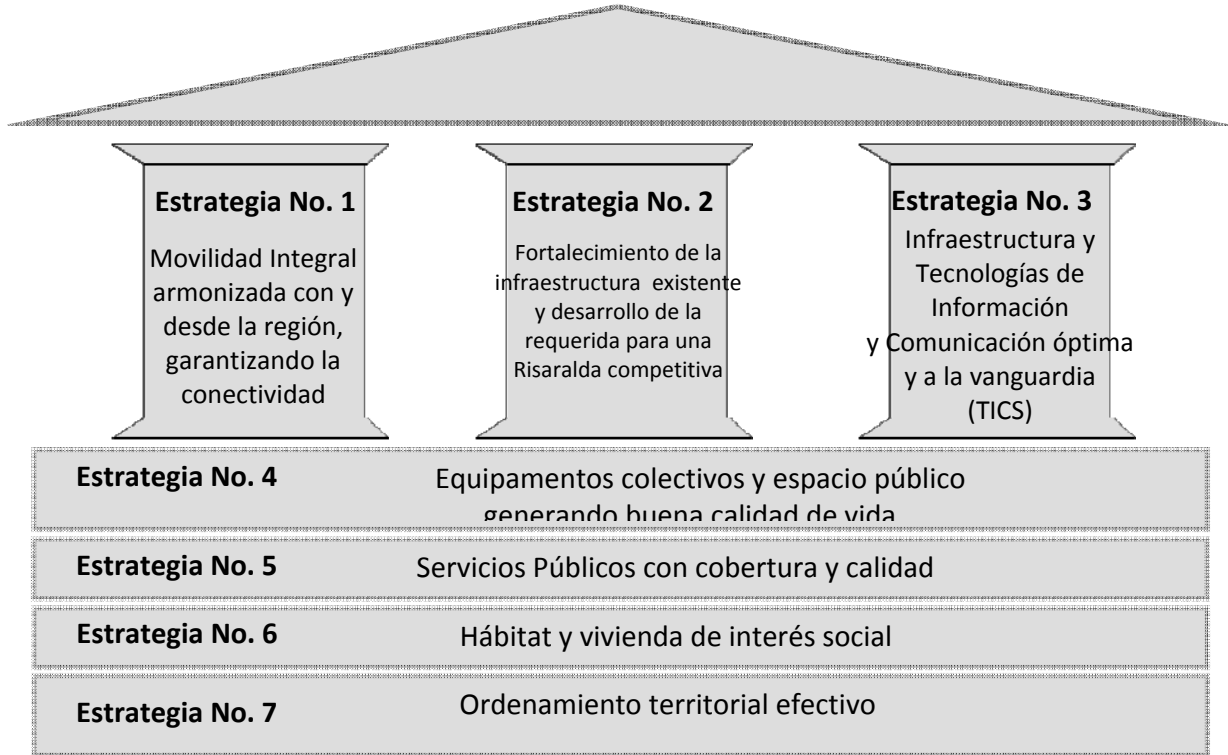 Estrategia No. 1
Movilidad Integral
armonizada con y
desde la región,
garantizando la
conectividad
Estrategia No. 2
Fortalecimiento de la
infraestructura existente
y desarrollo de la
requerida para una
Risaralda competitiva
Estrategia No. 3
Infraestructura y
Tecnologías de
Información
y Comunicación óptima
y a la vanguardia
(TICS)
Estrategia No. 4
Equipamentos colectivos y espacio público
generando buena calidad de vida
Estrategia No. 5
Servicios Públicos con cobertura y calidad
Estrategia No. 6
Hábitat y vivienda de interés social
Estrategia No. 7
Ordenamiento territorial efectivo